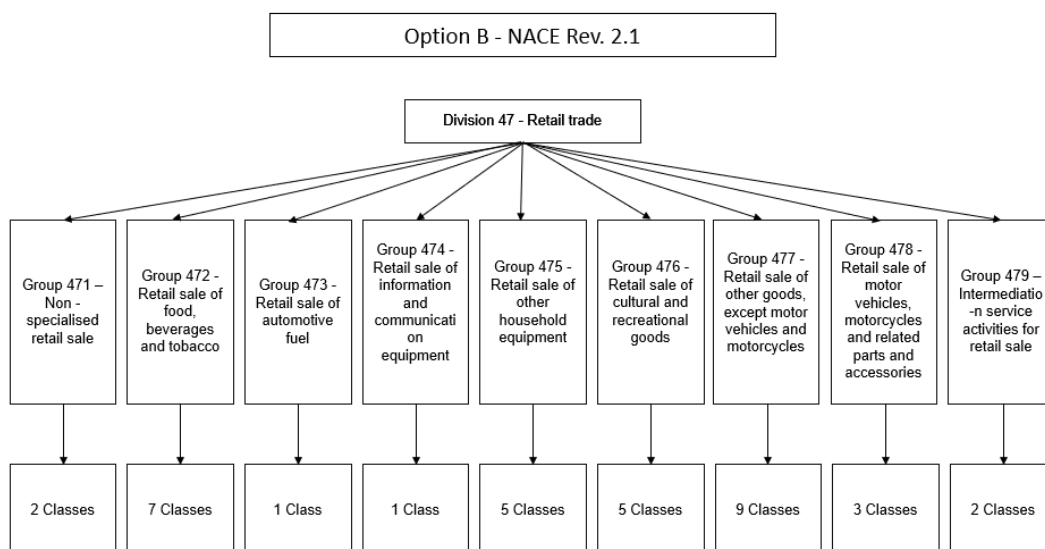 Option B - NACE Rev. 2.1
Division 47 - Retail trade
Group 471 –
Non -
specialised
retail sale
Group 472 -
Retail sale of
food,
beverages
and tobacco
Group 473 -
Retail sale of
automotive
fuel
Group 474 -
Retail sale of
information
and
communicati
on
equipment
Group 475 -
Retail sale of
other
household
equipment
Group 476 -
Retail sale of
cultural and
recreational
goods
Group 477 -
Retail sale of
other goods,
except motor
vehicles and
motorcycles
Group 478 -
Retail sale of
motor
vehicles,
motorcycles
and related
parts and
accessories
Group 479 –
Intermediatio
-n service
activities for
retail sale
2 Classes
7 Classes
1 Class
1 Class
5 Classes
5 Classes
9 Classes
3 Classes
2 Classes